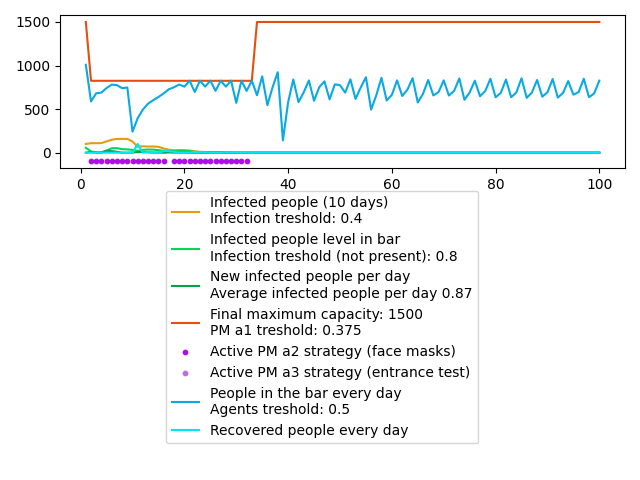 1500
1000
500
0
0
20
40
60
80
100
Infected people (10 days)
Infection treshold: 0.4
Infected people level in bar
Infection treshold (not present): 0.8
New infected people per day
Average infected people per day 0.87
Final maximum capacity: 1500
PM a1 treshold: 0.375
Active PM a2 strategy (face masks)
Active PM a3 strategy (entrance test)
People in the bar every day
Agents treshold: 0.5
Recovered people every day